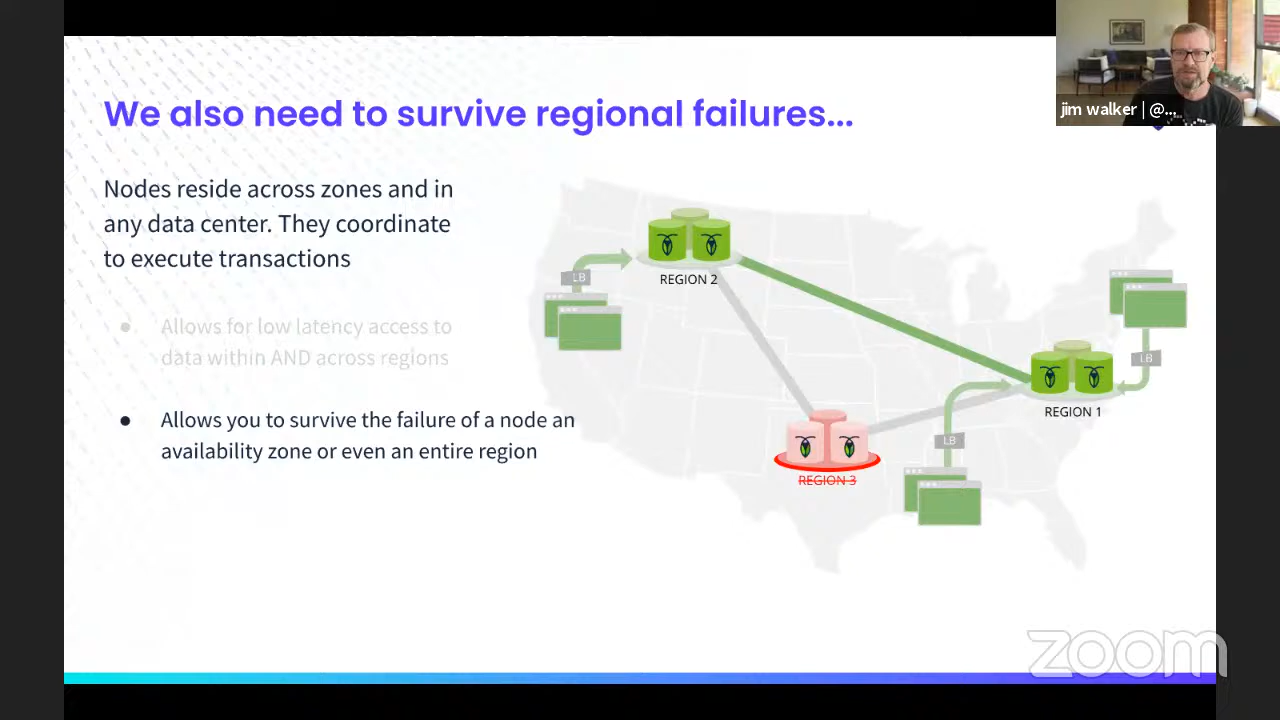 We also need to survive regional failures...
jim walker | @...
Nodes reside across zones and in
any data center. They coordinate
to execute transactions
● Allows for low latency access to
data within AND across regions
● Allows you to survive the failure of a node an
availability zone or even an entire region
LB
REGION 2
LB
REGION 1
LB
REGION 3
zoom